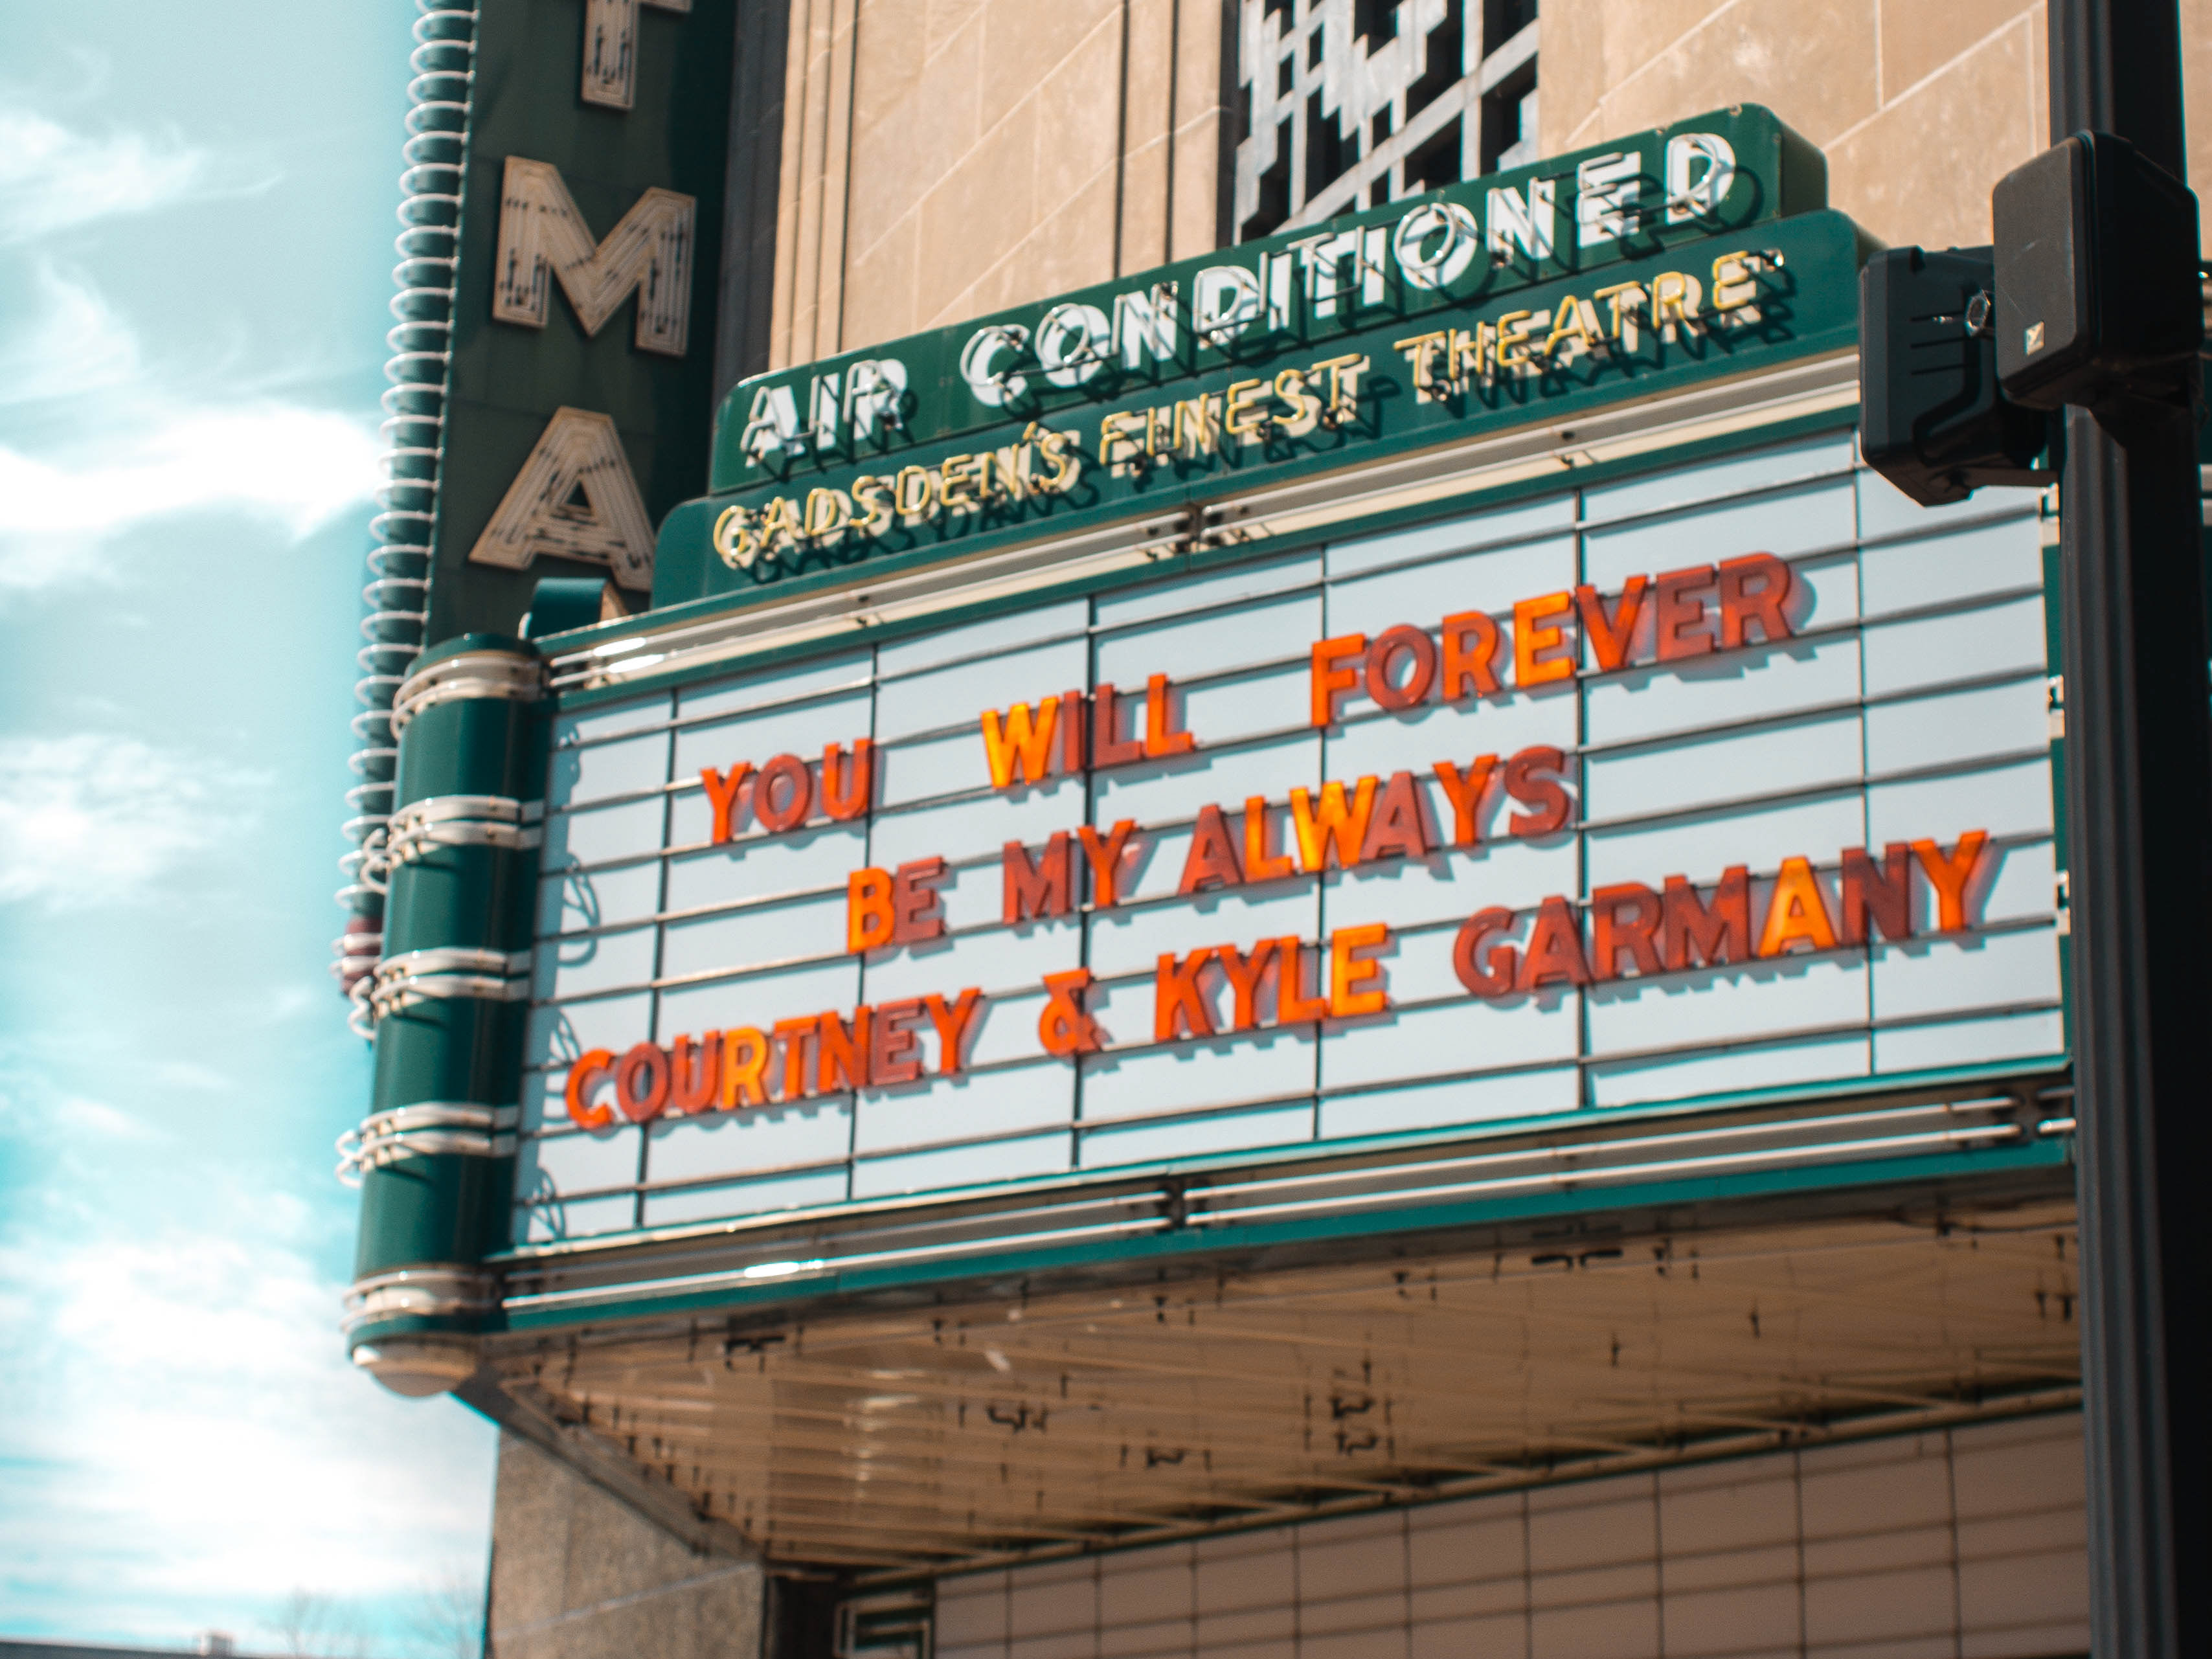 T
M
A
AIR CONDITIONED
GADSDEN'S FINEST THEATRE
YOU WILL FOREVER
BE MY ALWAYS
COURTNEY & KYLE GARMANY